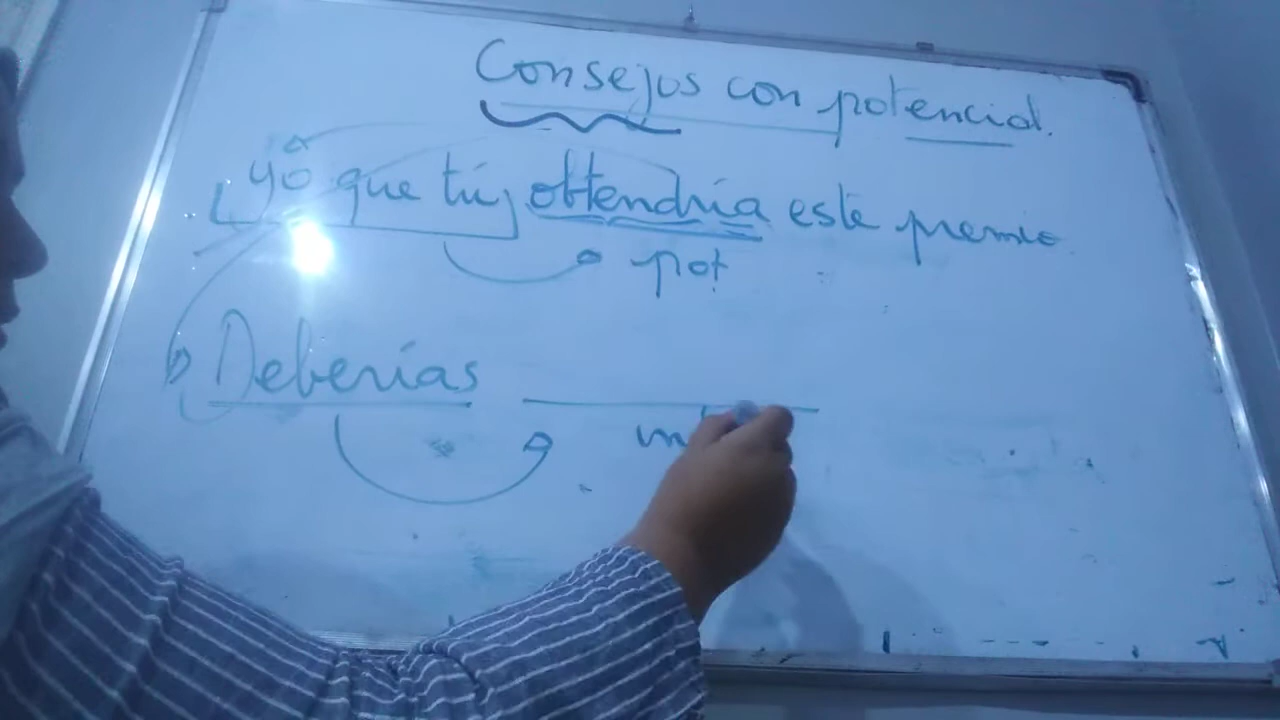 Consejos con potencial.
yo que tú, obtendría este premio
pot
Deberías